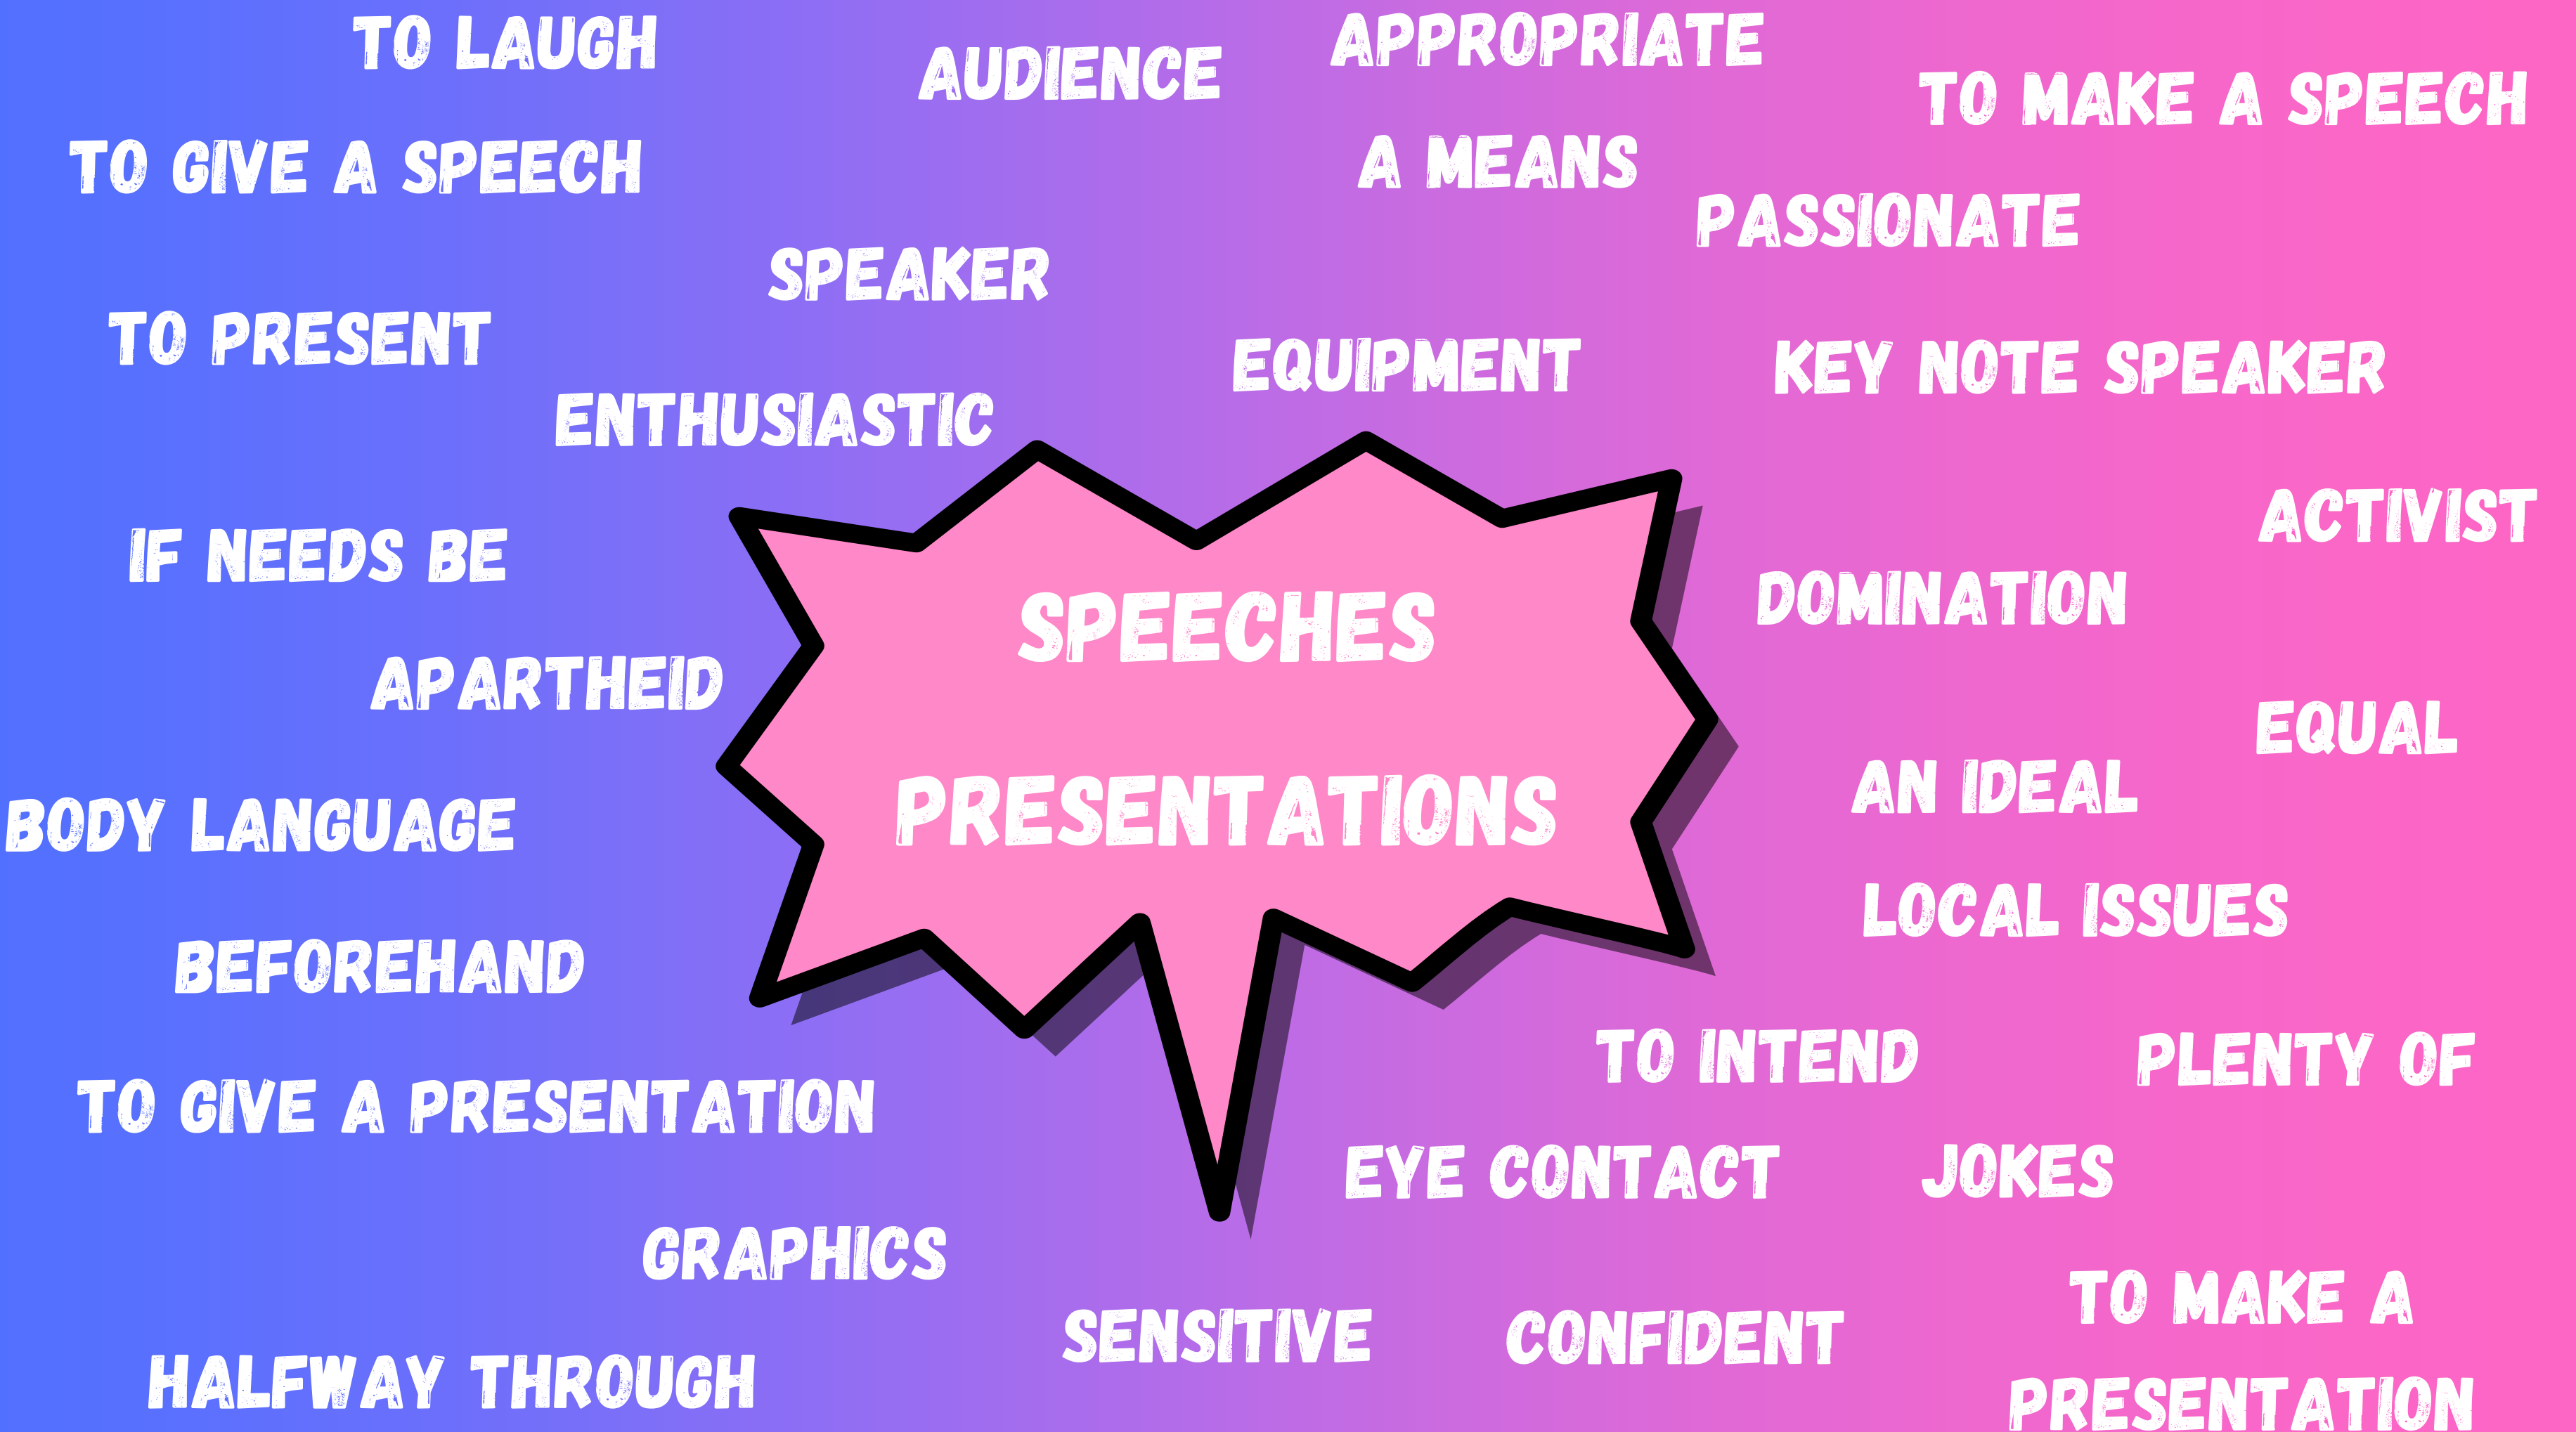 TO LAUGH
AUDIENCE
APPROPRIATE
TO MAKE A SPEECH
TO GIVE A SPEECH
A MEANS
PASSIONATE
SPEAKER
TO PRESENT
EQUIPMENT
KEY NOTE SPEAKER
ENTHUSIASTIC
ACTIVIST
IF NEEDS BE
DOMINATION
SPEECHES
APARTHEID
EQUAL
AN IDEAL
PRESENTATIONS
BODY LANGUAGE
LOCAL ISSUES
BEFOREHAND
TO INTEND
PLENTY OF
TO GIVE A PRESENTATION
EYE CONTACT
JOKES
GRAPHICS
TO MAKE A
PRESENTATION
SENSITIVE
CONFIDENT
HALFWAY THROUGH